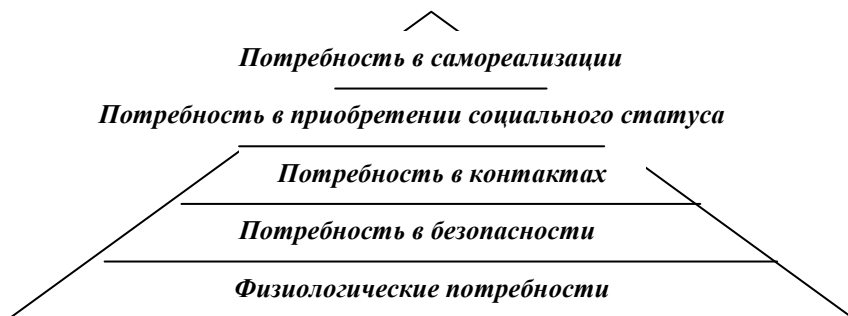 Потребность в самореализации
Потребность в приобретении социального статуса
Потребность в контактах
Потребность в безопасности
Физиологические потребности